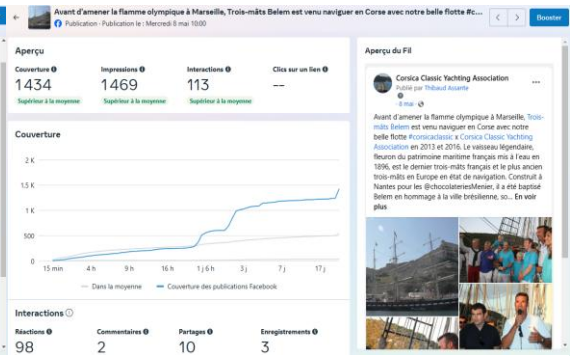 Avant d'amener la flamme olympique à Marseille, Trois-mâts Belem est venu naviguer en Corse avec notre belle flotte #c...
Publication · Publication le : Mercredi 8 mai 10:00
Booster
Aperçu
Couverture
Impressions
Interactions
Clics sur un lien
1 434
1 469
113
--
Supérieur à la moyenne
Supérieur à la moyenne
Supérieur à la moyenne
Couverture
2 K
1.5 K
1 K
500
0
15 min
4 h
9 h
16 h
1 j 6 h
3 j
7 j
17 j
Dans la moyenne
Couverture des publications Facebook
Interactions
Réactions
Commentaires
Partages
Enregistrements
98
2
10
3
Aperçu du Fil
Corsica Classic Yachting Association
Publié par Thibaud Assante
· 8 mai ·
Avant d'amener la flamme olympique à Marseille, Trois-
mâts Belem est venu naviguer en Corse avec notre
belle flotte #corsicaclassic x Corsica Classic Yachting
Association en 2013 et 2016. Le vaisseau légendaire,
fleuron du patrimoine maritime français mis à l'eau en
1896, est le dernier trois-mâts français et le plus ancien
trois-mâts en Europe en état de navigation. Construit à
Nantes pour les @chocolateriesMenier, il a été baptisé
Belem en hommage à la ville brésilienne, so... En voir
plus